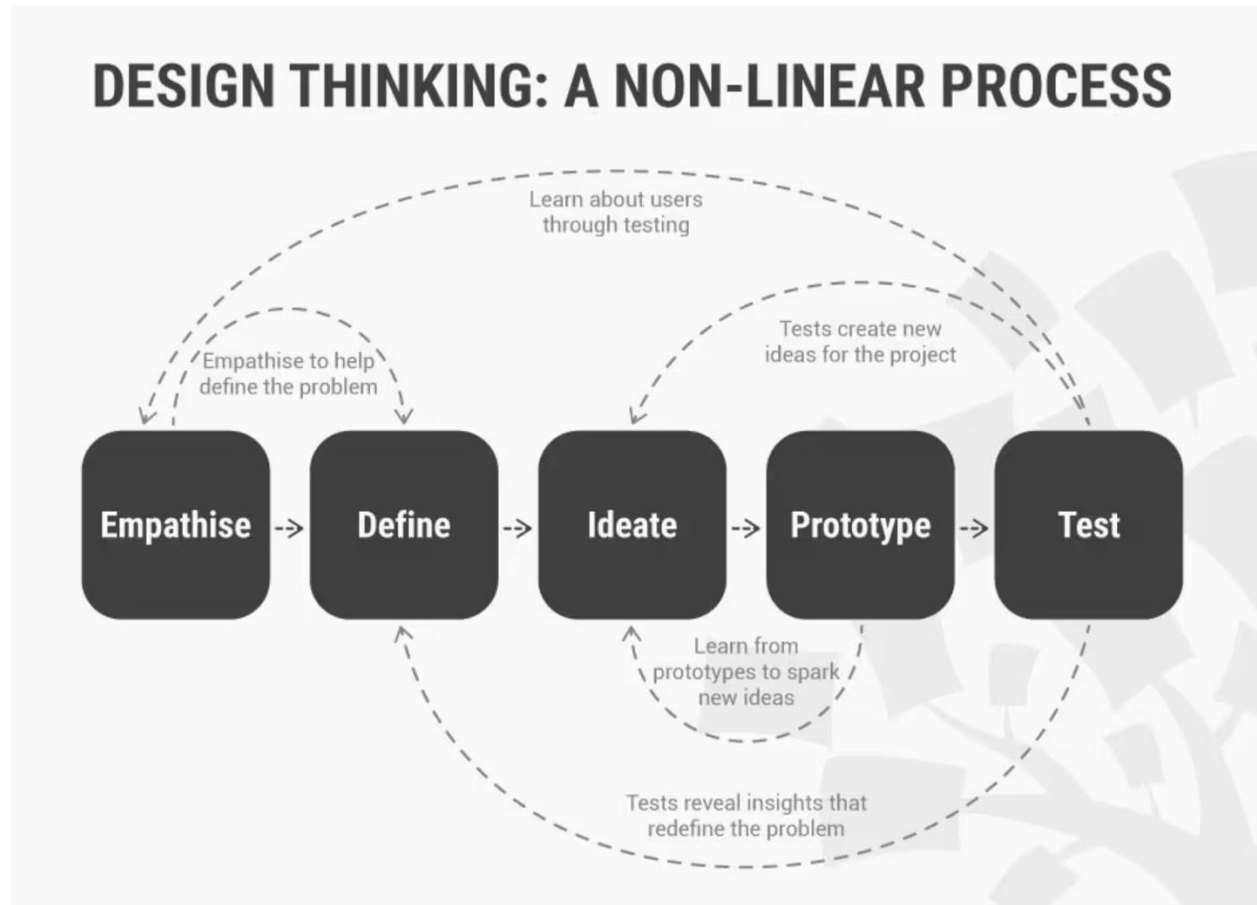 DESIGN THINKING: A NON-LINEAR PROCESS
Learn about users
through testing
Empathise to help
define the problem
Tests create new
ideas for the project
Empathise
Define
Ideate
Prototype
Test
Learn from
prototypes to spark
new ideas
Tests reveal insights that
redefine the problem